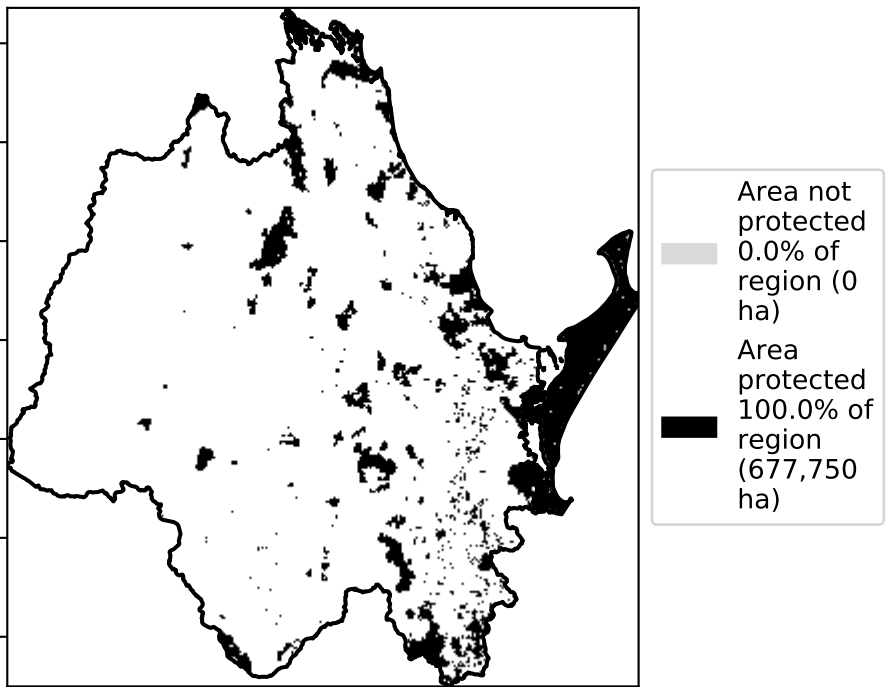 Area not
protected
0.0% of
region (0
ha)
Area
protected
100.0% of
region
(677,750
ha)